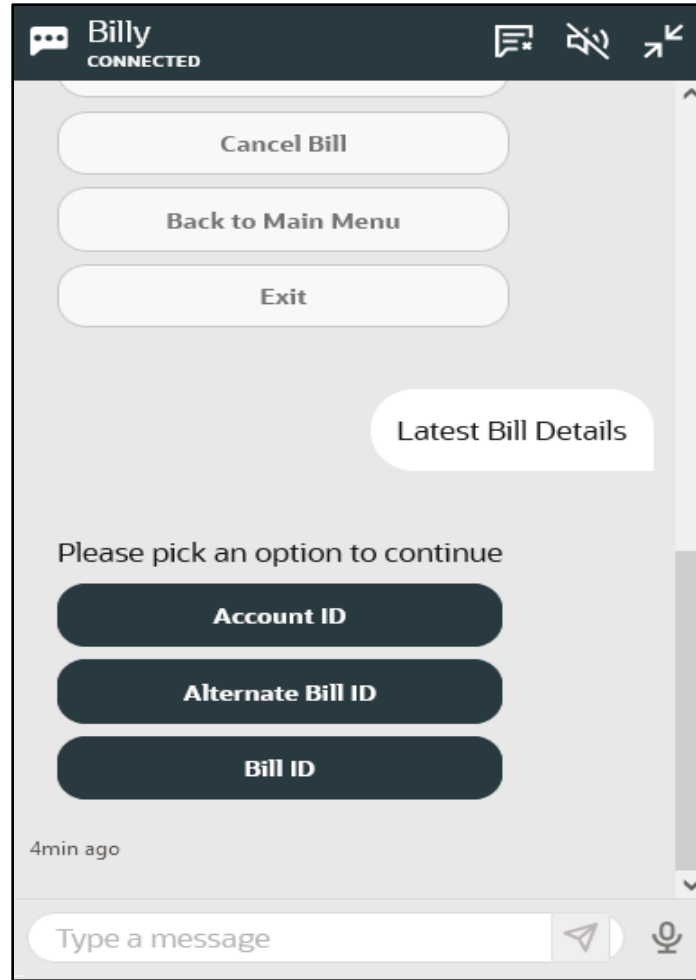 Billy
CONNECTED
Cancel Bill
Back to Main Menu
Exit
Latest Bill Details
Please pick an option to continue
Account ID
Alternate Bill ID
Bill ID
4min ago
Type a message